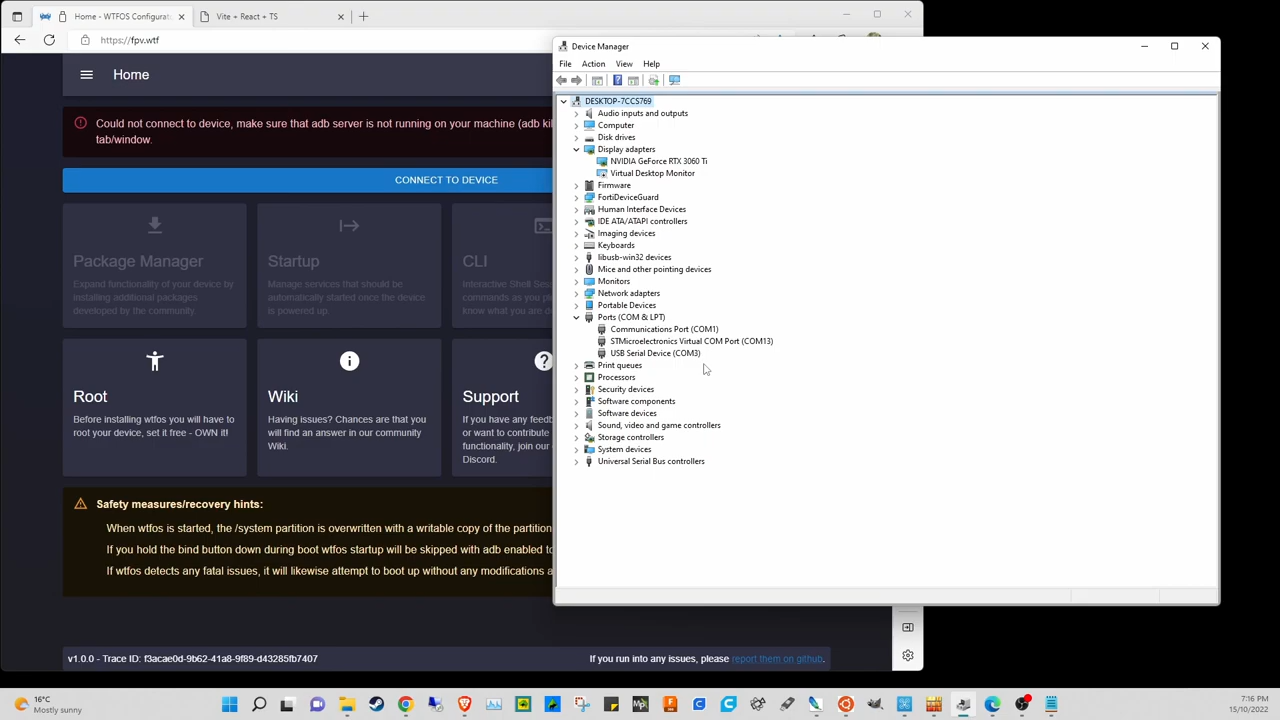 Home - WTFOS Configurat
Vite + React + TS
https://fpv.wtf
Home
Could not connect to device, make sure that adb server is not running on your machine (adb kil
tab/window.
CONNECT TO DEVICE
Package Manager
Expand functionality of your device by
installing additional packages
developed by the community.
Startup
Manage services that should be
automatically started once the device
is powered up.
CLI
Interactive Shell Ses
commands as you pl
know what you are d
Root
Before installing wtfos you will have to
root your device, set it free - OWN it!
Wiki
Having issues? Chances are that you
will find an answer in our community
Wiki.
Support
If you have any feedb
or want to contribute
functionality, join our
Discord.
Safety measures/recovery hints:
When wtfos is started, the /system partition is overwritten with a writable copy of the partition
If you hold the bind button down during boot wtfos startup will be skipped with adb enabled to
If wtfos detects any fatal issues, it will likewise attempt to boot up without any modifications a
v1.0.0 - Trace ID: f3acae0d-9b62-41a8-9f89-d43285fb7407
If you run into any issues, please report them on github.
Device Manager
File Action View Help
DESKTOP-7CCS769
Audio inputs and outputs
Computer
Disk drives
Display adapters
NVIDIA GeForce RTX 3060 Ti
Virtual Desktop Monitor
Firmware
FortiDeviceGuard
Human Interface Devices
IDE ATA/ATAPI controllers
Imaging devices
Keyboards
libusb-win32 devices
Mice and other pointing devices
Monitors
Network adapters
Portable Devices
Ports (COM & LPT)
Communications Port (COM1)
STMicroelectronics Virtual COM Port (COM13)
USB Serial Device (COM3)
Print queues
Processors
Security devices
Software components
Software devices
Sound, video and game controllers
Storage controllers
System devices
Universal Serial Bus controllers
16°C
Mostly sunny
7:16 PM
15/10/2022